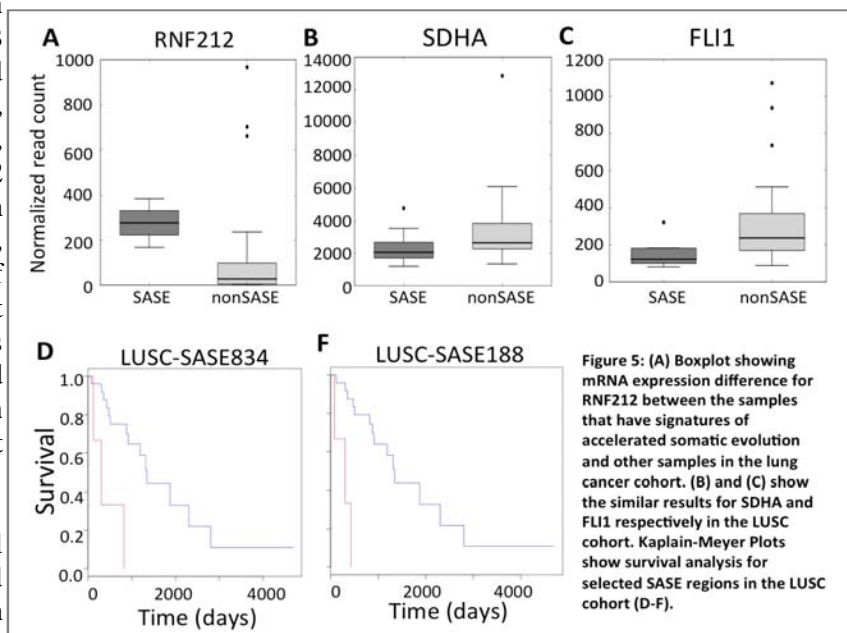 A
RNF212
B
SDHA
C
FLI1
Normalized read count
1000
800
600
400
200
0
SASE
nonSASE
14000
12000
10000
8000
6000
4000
2000
0
SASE
nonSASE
1200
1000
800
600
400
200
0
SASE
nonSASE
D
LUSC-SASE834
F
LUSC-SASE188
Survival
1.0
0.8
0.6
0.4
0.2
0.0
0
2000
4000
Time (days)
0
2000
4000
Time (days)
Figure 5: (A) Boxplot showing
mRNA expression difference for
RNF212 between the samples
that have signatures of
accelerated somatic evolution
and other samples in the lung
cancer cohort. (B) and (C) show
the similar results for SDHA and
FLI1 respectively in the LUSC
cohort. Kaplain-Meyer Plots
show survival analysis for
selected SASE regions in the LUSC
cohort (D-F).